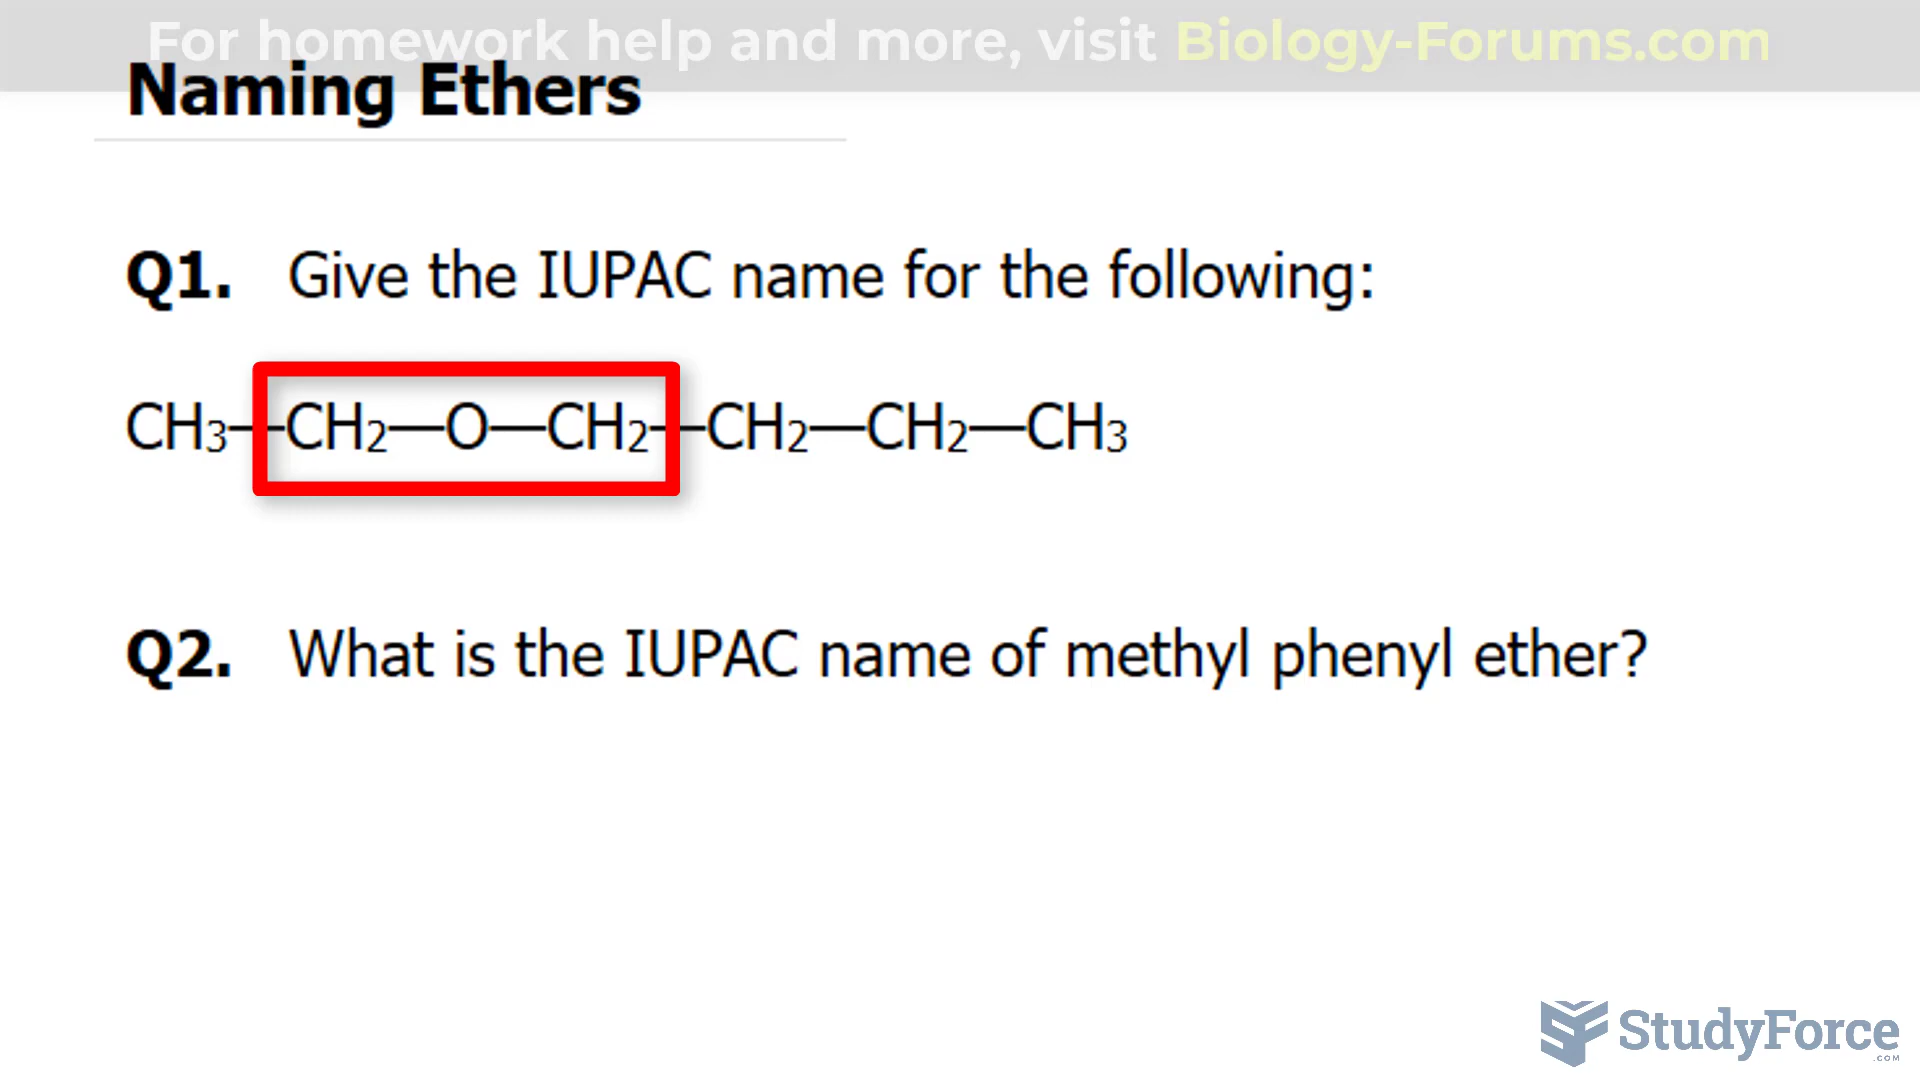 For homework help and more, visit Biology-Forums.com
Naming Ethers
Q1. Give the IUPAC name for the following:
CH₃—CH₂—O—CH₂—CH₂—CH₂—CH₃
Q2. What is the IUPAC name of methyl phenyl ether?
StudyForce
.COM